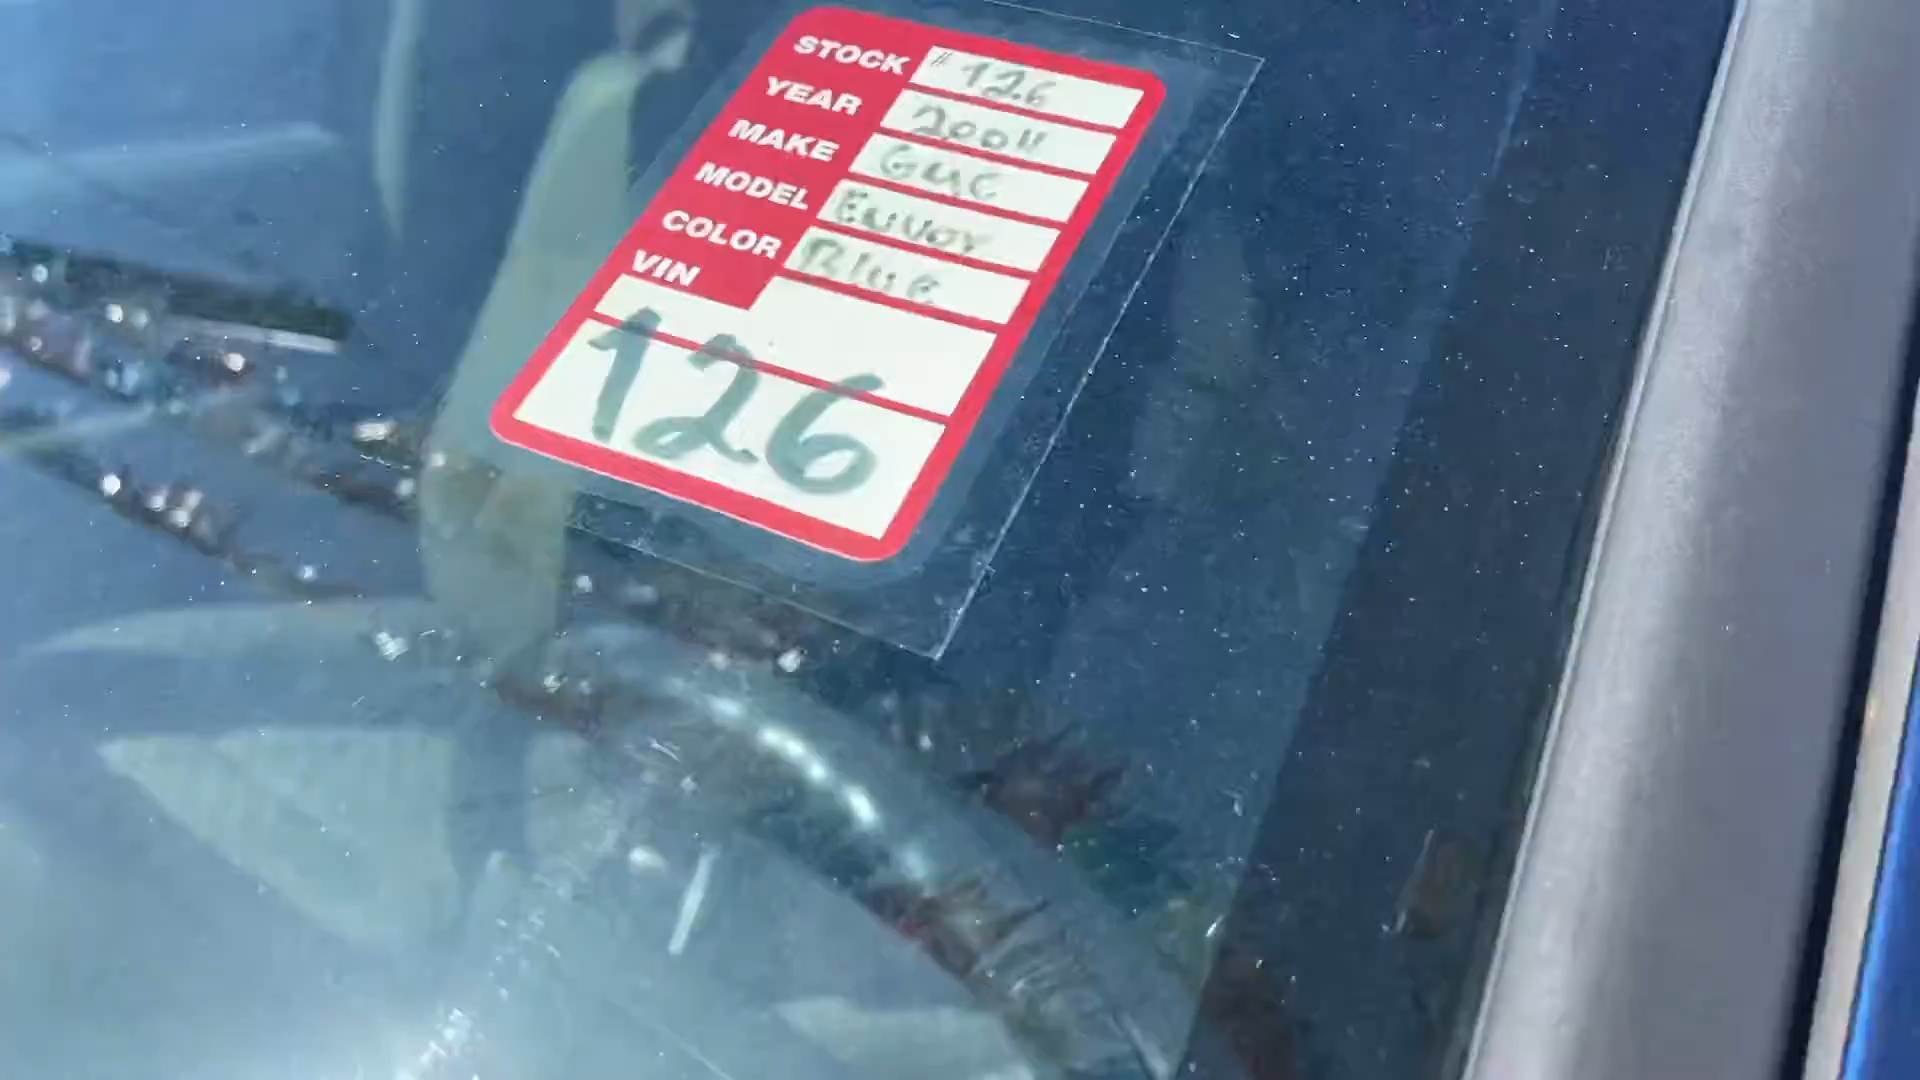 STOCK # 126
YEAR 2004
MAKE GMC
MODEL ENVOY
COLOR Blue
VIN
126